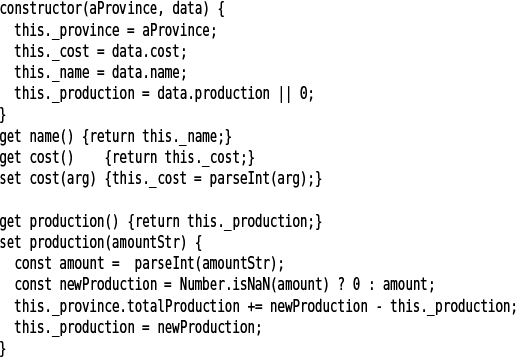 constructor(aProvince, data) {
  this._province = aProvince;
  this._cost = data.cost;
  this._name = data.name;
  this._production = data.production || 0;
}
get name() {return this._name;}
get cost()    {return this._cost;}
set cost(arg) {this._cost = parseInt(arg);}

get production() {return this._production;}
set production(amountStr) {
  const amount =  parseInt(amountStr);
  const newProduction = Number.isNaN(amount) ? 0 : amount;
  this._province.totalProduction += newProduction - this._production;
  this._production = newProduction;
}